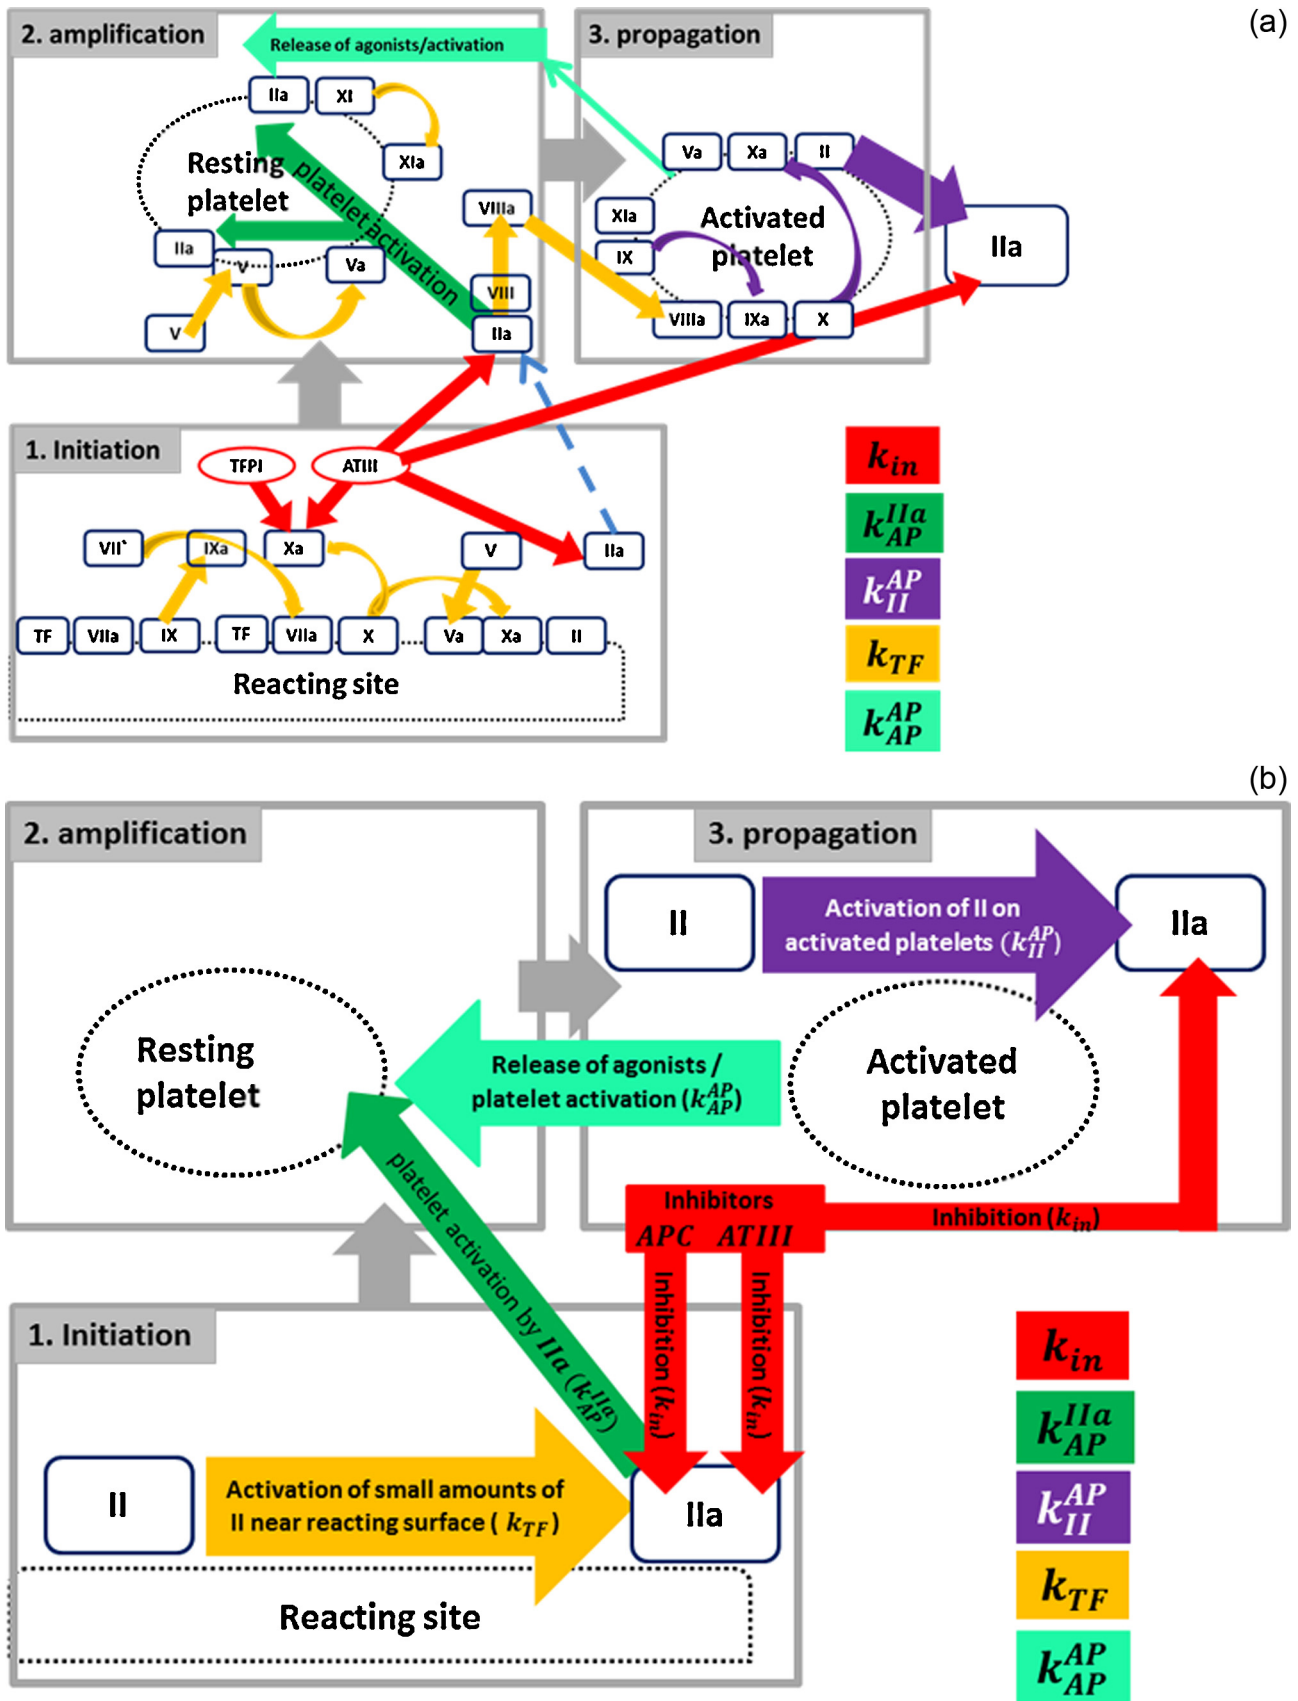 (a)
2. amplification
Release of agonists/activation
3. propagation
IIa
XI
XIa
Resting
platelet
platelet activation
IIa
V
Va
V
VIIIa
VIII
IIa
Va
Xa
II
XIa
IX
Activated
platelet
VIIIa
IXa
X
IIa
1. Initiation
TFPI
ATIII
VII`
IXa
Xa
V
IIa
TF
VIIa
IX
TF
VIIa
X
Va
Xa
II
Reacting site
k_in
k_AP^IIa
k_II^AP
k_TF
k_AP^AP
(b)
2. amplification
3. propagation
II
Activation of II on
activated platelets (k_II^AP)
IIa
Resting
platelet
Release of agonists /
platelet activation (k_AP^AP)
Activated
platelet
platelet activation by IIa (k_AP^IIa)
Inhibitors
APC ATIII
Inhibition (k_in)
Inhibition (k_in)
Inhibition (k_in)
1. Initiation
II
Activation of small amounts of
II near reacting surface ( k_TF)
IIa
Reacting site
k_in
k_AP^IIa
k_II^AP
k_TF
k_AP^AP